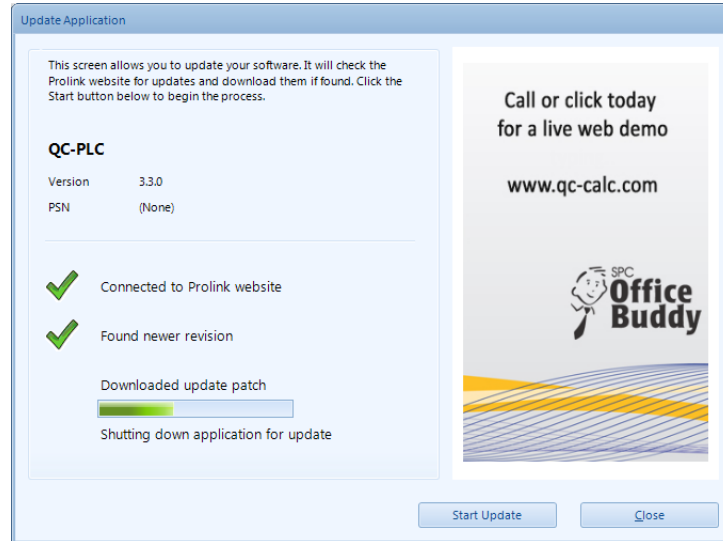 Update Application
This screen allows you to update your software. It will check the
Prolink website for updates and download them if found. Click the
Start button below to begin the process.
QC-PLC
Version 3.3.0
PSN (None)
Connected to Prolink website
Found newer revision
Downloaded update patch
Shutting down application for update
Call or click today
for a live web demo
www.qc-calc.com
SPC
Office
Buddy
Start Update
Close